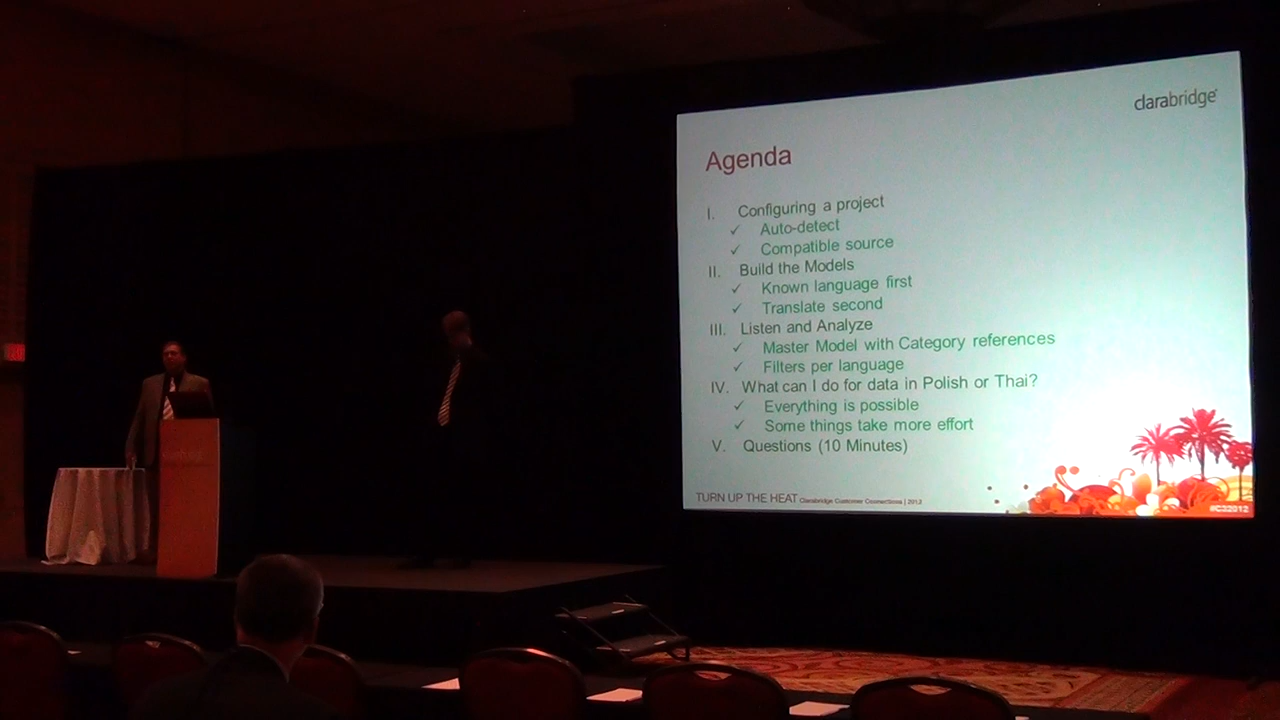 clarabridge
Agenda
I. Configuring a project
✓ Auto-detect
✓ Compatible source
II. Build the Models
✓ Known language first
✓ Translate second
III. Listen and Analyze
✓ Master Model with Category references
✓ Filters per language
IV. What can I do for data in Polish or Thai?
✓ Everything is possible
✓ Some things take more effort
V. Questions (10 Minutes)
TURN UP THE HEAT Clarabridge Customer Connections | 2012
#C32012